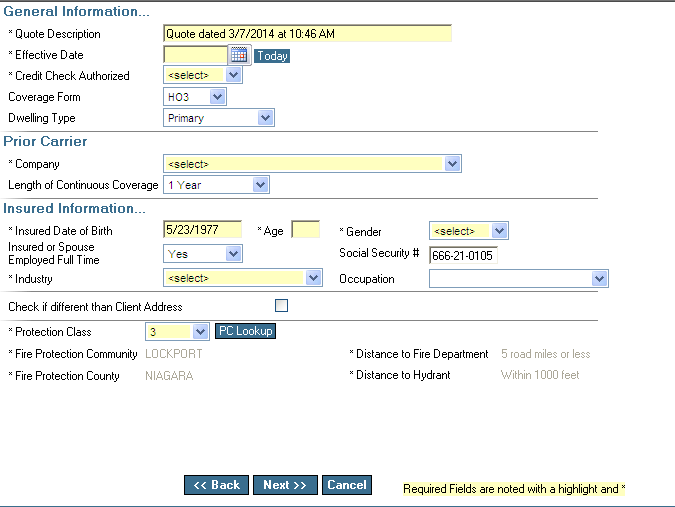 General Information...
* Quote Description Quote dated 3/7/2014 at 10:46 AM
* Effective Date Today
* Credit Check Authorized <select>
Coverage Form HO3
Dwelling Type Primary
Prior Carrier
* Company <select>
Length of Continuous Coverage 1 Year
Insured Information...
* Insured Date of Birth 5/23/1977 * Age * Gender <select>
Insured or Spouse
Employed Full Time Yes Social Security # 666-21-0105
* Industry <select> Occupation
Check if different than Client Address
* Protection Class 3 PC Lookup
* Fire Protection Community LOCKPORT * Distance to Fire Department 5 road miles or less
* Fire Protection County NIAGARA * Distance to Hydrant Within 1000 feet
<< Back Next >> Cancel Required Fields are noted with a highlight and *